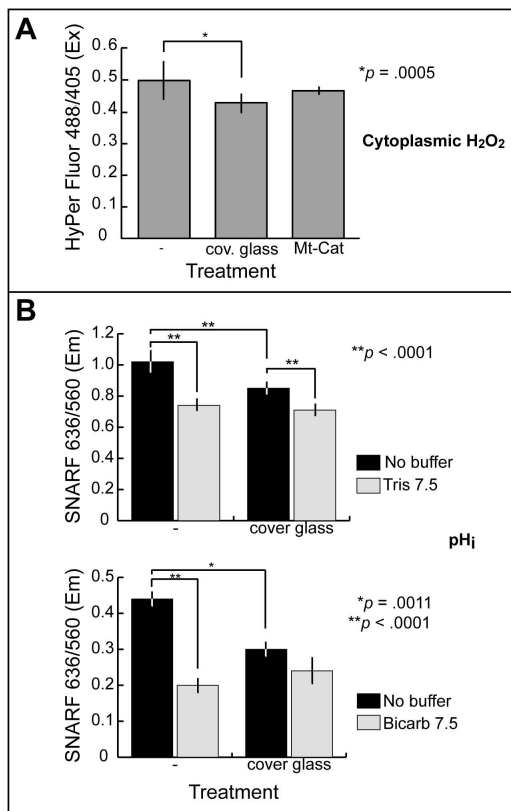 A
HyPer Fluor 488/405 (Ex)
0.6
0.5
0.4
0.3
0.2
0.1
0
*
*p = .0005
Cytoplasmic H₂O₂
- cov. glass Mt-Cat
Treatment
B
SNARF 636/560 (Em)
1.2
1.0
0.8
0.6
0.4
0.2
0
**
**
**
**p < .0001
No buffer
Tris 7.5
- cover glass
pHi
SNARF 636/560 (Em)
0.5
0.4
0.3
0.2
0.1
0
*
**
*p = .0011
**p < .0001
No buffer
Bicarb 7.5
- cover glass
Treatment